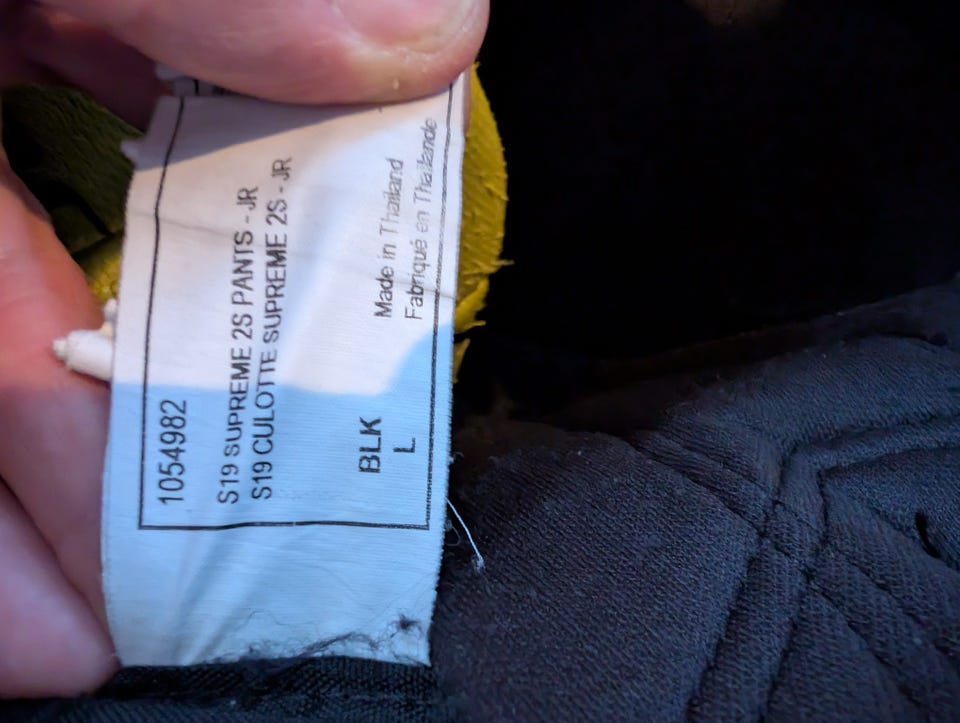 1054982
S19 SUPREME 2S PANTS - JR
S19 CULOTTE SUPREME 2S - JR
BLK
L
Made in Thailand
Fabriqué en Thaïlande